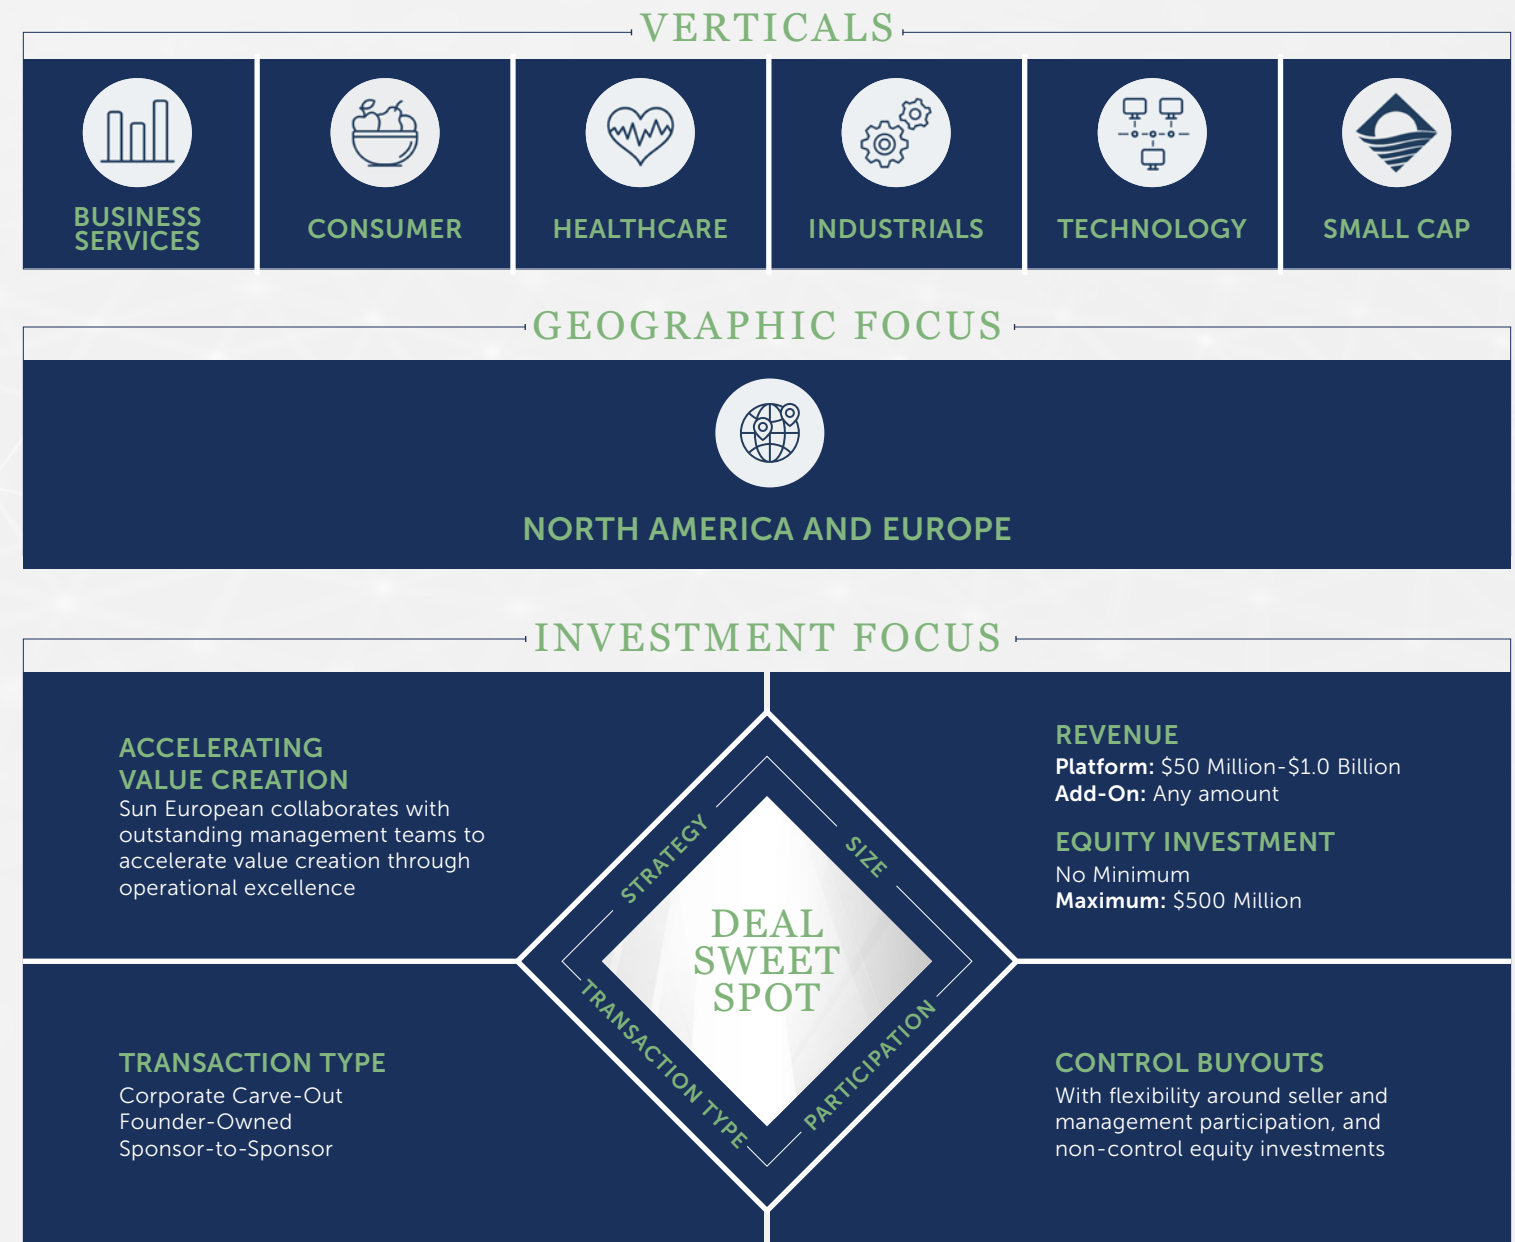 VERTICALS
BUSINESS
SERVICES
CONSUMER
HEALTHCARE
INDUSTRIALS
TECHNOLOGY
SMALL CAP
GEOGRAPHIC FOCUS
NORTH AMERICA AND EUROPE
INVESTMENT FOCUS
ACCELERATING
VALUE CREATION
Sun European collaborates with
outstanding management teams to
accelerate value creation through
operational excellence
REVENUE
Platform: $50 Million-$1.0 Billion
Add-On: Any amount
EQUITY INVESTMENT
No Minimum
Maximum: $500 Million
STRATEGY
SIZE
DEAL
SWEET
SPOT
TRANSACTION TYPE
PARTICIPATION
TRANSACTION TYPE
Corporate Carve-Out
Founder-Owned
Sponsor-to-Sponsor
CONTROL BUYOUTS
With flexibility around seller and
management participation, and
non-control equity investments